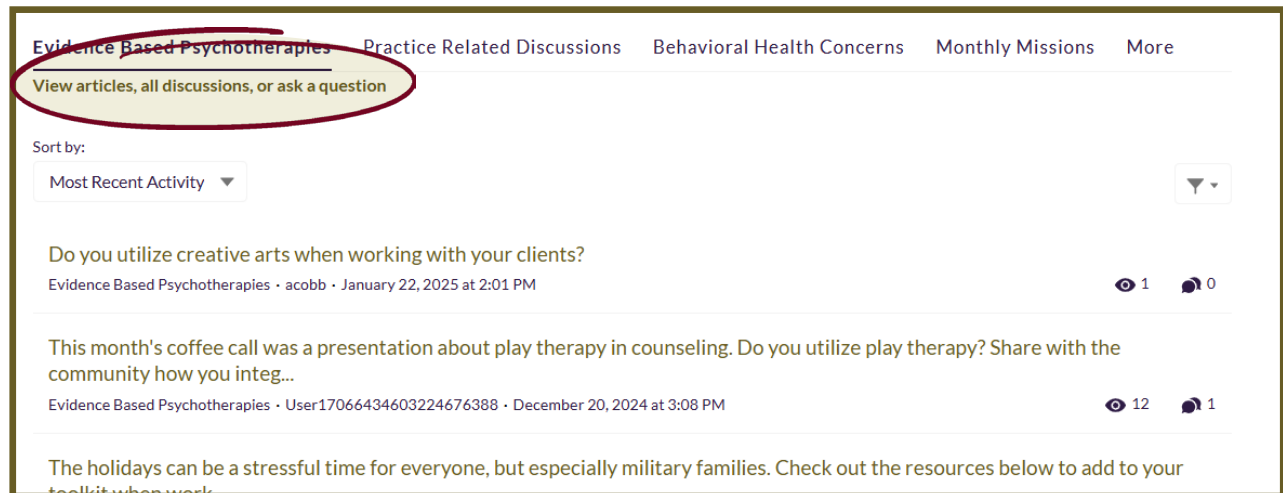 Evidence Based Psychotherapies Practice Related Discussions Behavioral Health Concerns Monthly Missions More
View articles, all discussions, or ask a question
Sort by:
Most Recent Activity
Do you utilize creative arts when working with your clients?
Evidence Based Psychotherapies · acobb · January 22, 2025 at 2:01 PM 1 0
This month's coffee call was a presentation about play therapy in counseling. Do you utilize play therapy? Share with the
community how you integ...
Evidence Based Psychotherapies · User17066434603224676388 · December 20, 2024 at 3:08 PM 12 1
The holidays can be a stressful time for everyone, but especially military families. Check out the resources below to add to your
toolkit when work